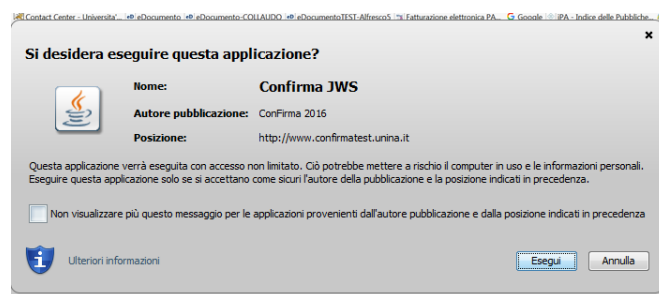 Contact Center - Universita'... eDocumento eDocumento-COLLAUDO eDocumentoTEST-Alfresco5 Fatturazione elettronica PA... Google iPA - Indice delle Pubbliche...
Si desidera eseguire questa applicazione?
Nome: Confirma JWS
Autore pubblicazione: ConFirma 2016
Posizione: http://www.confirmatest.unina.it
Questa applicazione verrà eseguita con accesso non limitato. Ciò potrebbe mettere a rischio il computer in uso e le informazioni personali.
Eseguire questa applicazione solo se si accettano come sicuri l'autore della pubblicazione e la posizione indicati in precedenza.
Non visualizzare più questo messaggio per le applicazioni provenienti dall'autore pubblicazione e dalla posizione indicati in precedenza
Ulteriori informazioni Esegui Annulla